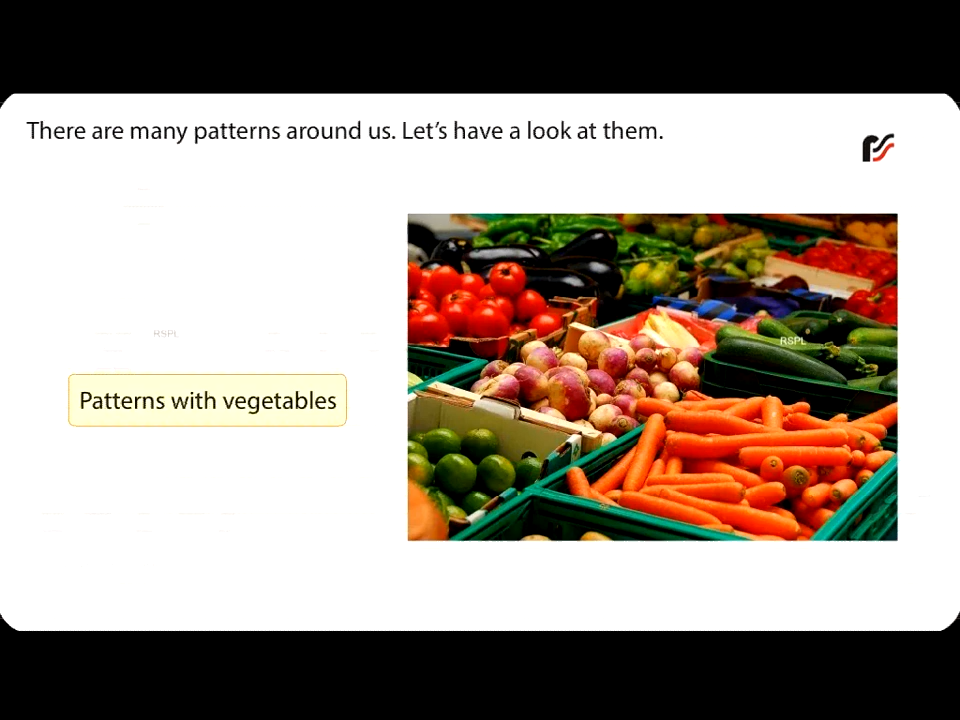 There are many patterns around us. Let's have a look at them.
RSPL
RSPL
Patterns with vegetables